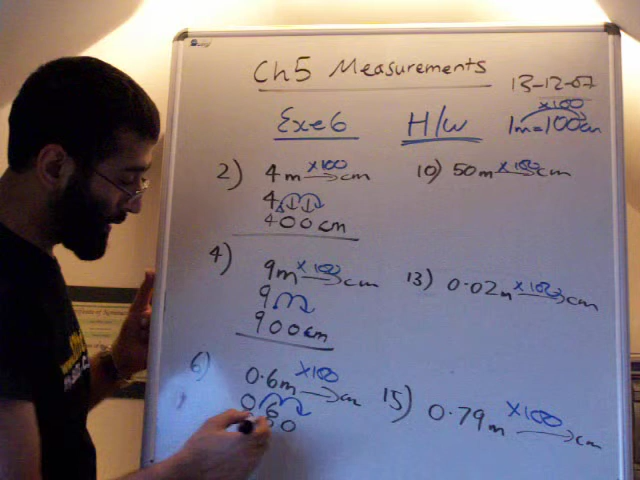 Ch5 Measurements
13-12-07
Exe6
H/W
×100
1m=100cm
2) 4m ×100 → cm
4
400cm
4) 9m ×100 → cm
9
900cm
6) 0.6m ×100 → cm
0 6
0
10) 50m ×100 → cm
13) 0.02m ×100 → cm
15) 0.79m ×100 → cm